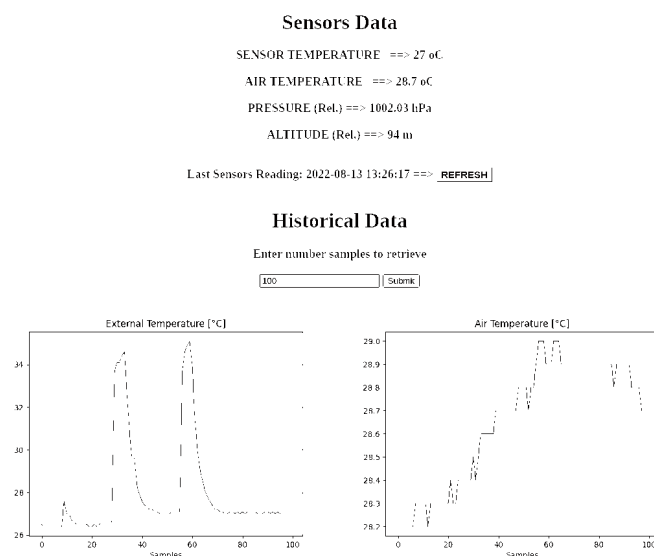 Sensors Data
SENSOR TEMPERATURE ==> 27 oC
AIR TEMPERATURE ==> 28.7 oC
PRESSURE (Rel.) ==> 1002.03 hPa
ALTITUDE (Rel.) ==> 94 m
Last Sensors Reading: 2022-08-13 13:26:17 ==> REFRESH
Historical Data
Enter number samples to retrieve
100 Submit
External Temperature [°C]
34
32
30
28
26
0 20 40 60 80 100
Samples
Air Temperature [°C]
29.0
28.9
28.8
28.7
28.6
28.5
28.4
28.3
28.2
0 20 40 60 80 100
Samples